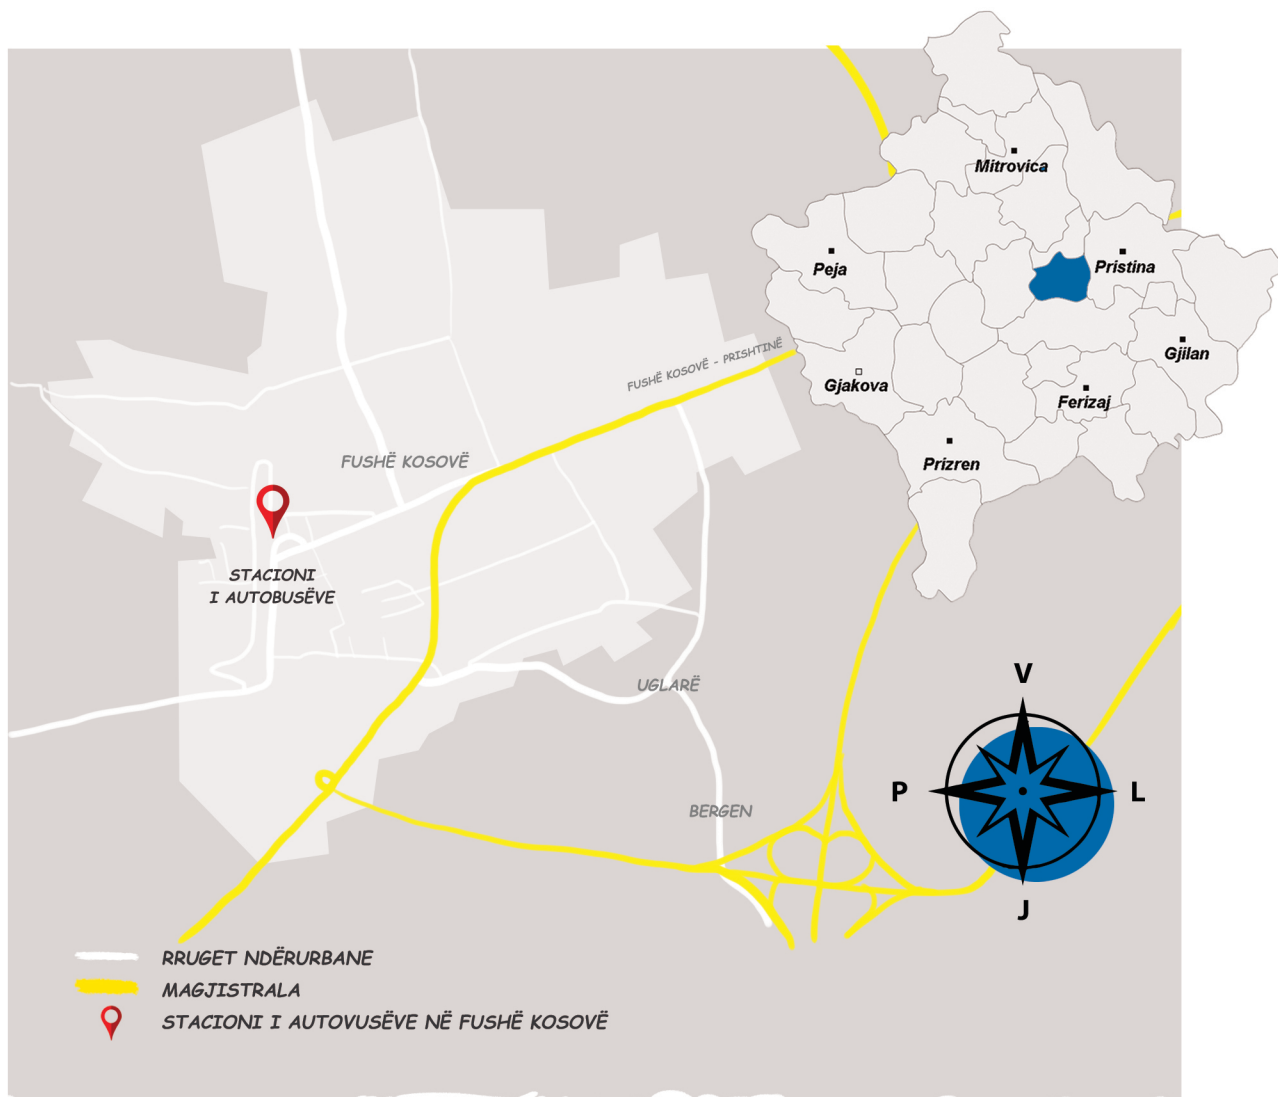 Mitrovica
Peja
Pristina
Gjilan
Gjakova
Ferizaj
Prizren
FUSHË KOSOVË - PRISHTINË
FUSHË KOSOVË
STACIONI
I AUTOBUSËVE
UGLARË
BERGEN
V
P
L
J
RRUGET NDËRURBANE
MAGJISTRALA
STACIONI I AUTOVUSËVE NË FUSHË KOSOVË